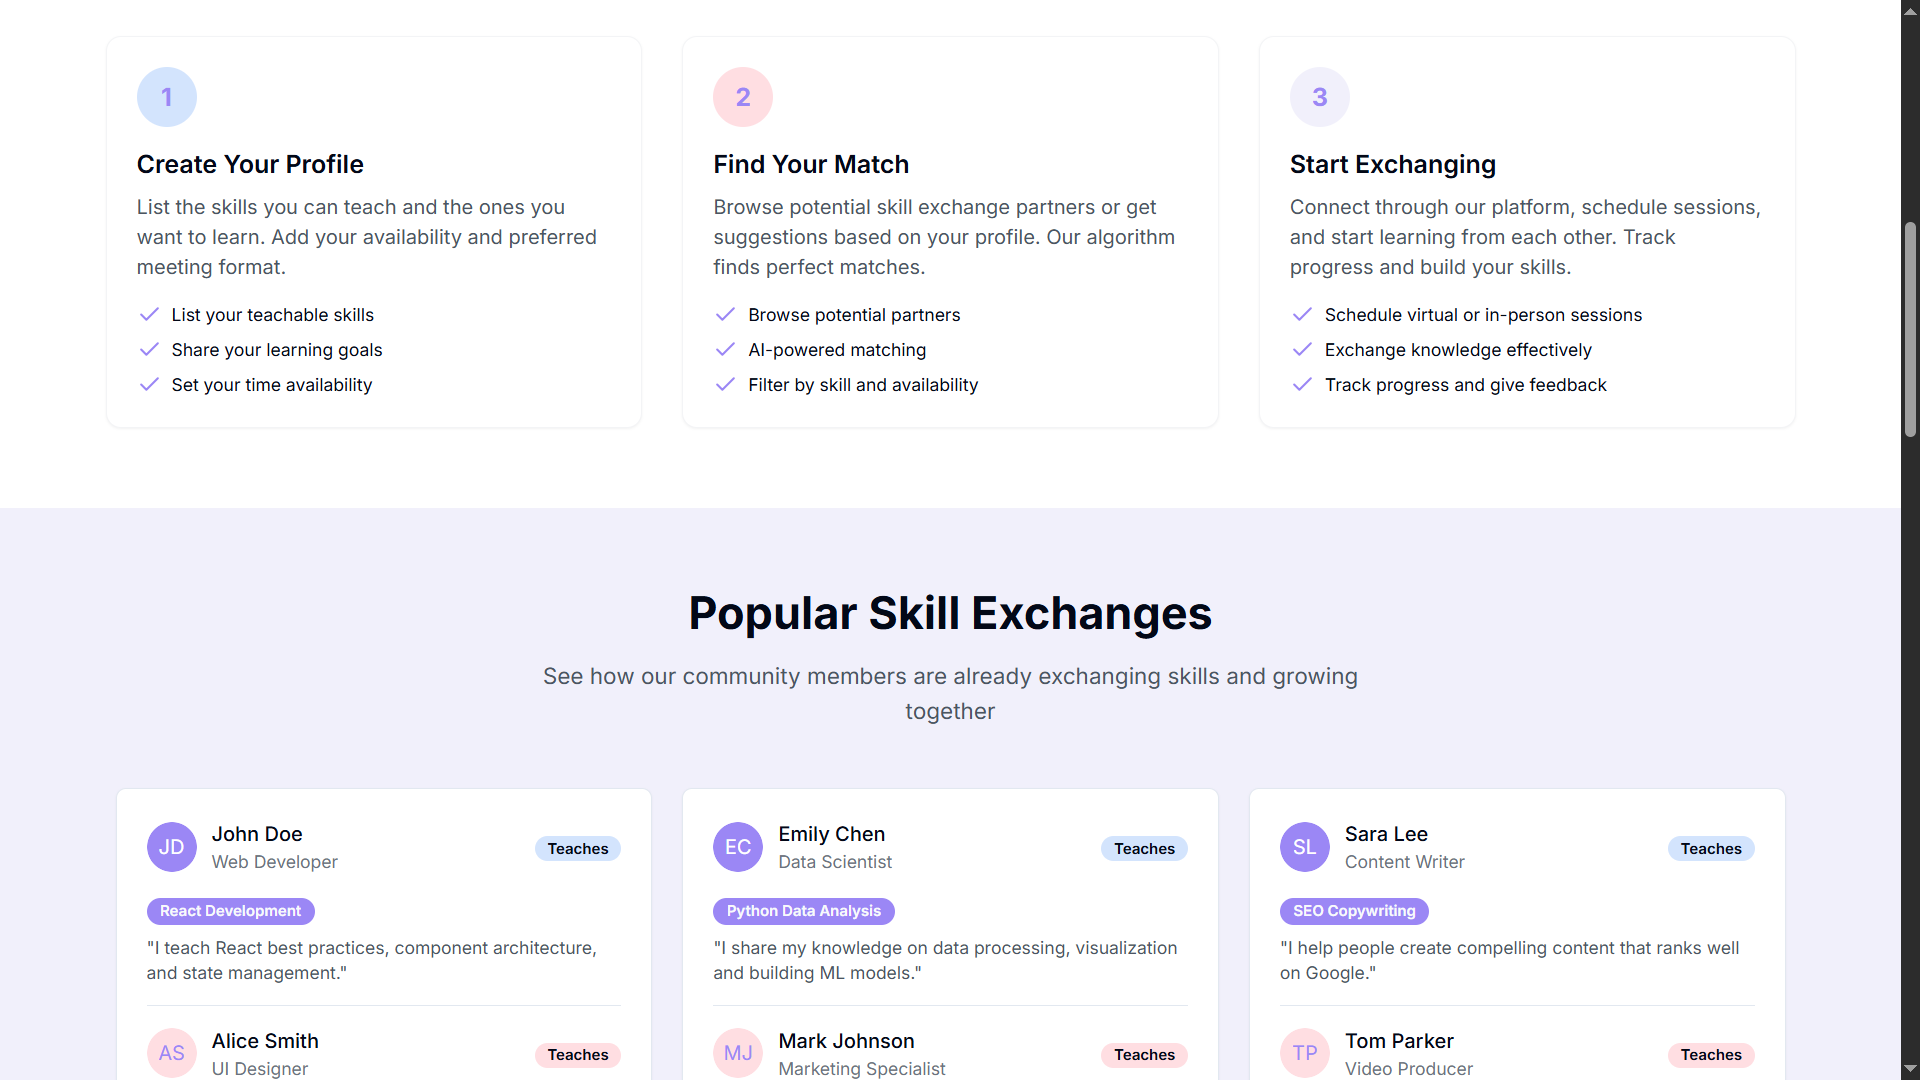 1
Create Your Profile
List the skills you can teach and the ones you
want to learn. Add your availability and preferred
meeting format.
List your teachable skills
Share your learning goals
Set your time availability
2
Find Your Match
Browse potential skill exchange partners or get
suggestions based on your profile. Our algorithm
finds perfect matches.
Browse potential partners
AI-powered matching
Filter by skill and availability
3
Start Exchanging
Connect through our platform, schedule sessions,
and start learning from each other. Track
progress and build your skills.
Schedule virtual or in-person sessions
Exchange knowledge effectively
Track progress and give feedback
Popular Skill Exchanges
See how our community members are already exchanging skills and growing
together
JD
John Doe
Web Developer
Teaches
React Development
"I teach React best practices, component architecture,
and state management."
AS
Alice Smith
UI Designer
Teaches
EC
Emily Chen
Data Scientist
Teaches
Python Data Analysis
"I share my knowledge on data processing, visualization
and building ML models."
MJ
Mark Johnson
Marketing Specialist
Teaches
SL
Sara Lee
Content Writer
Teaches
SEO Copywriting
"I help people create compelling content that ranks well
on Google."
TP
Tom Parker
Video Producer
Teaches